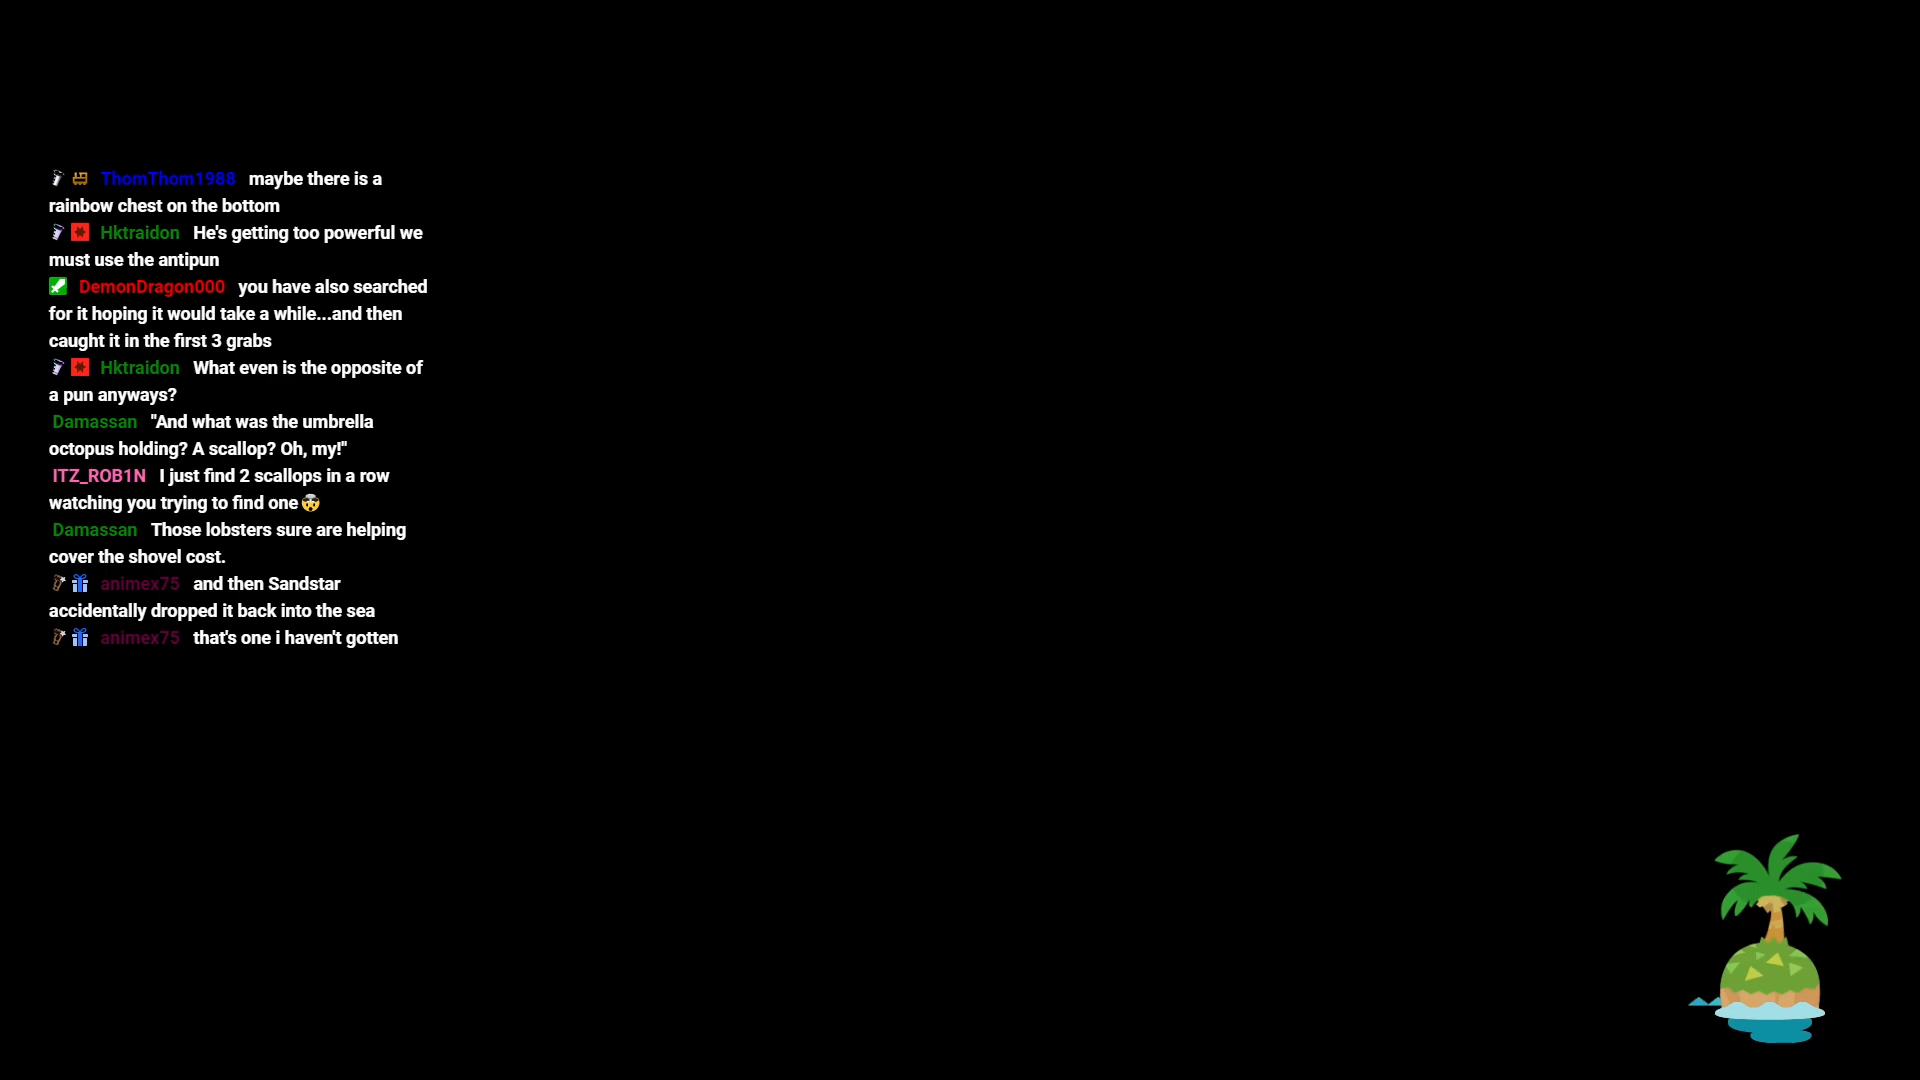 ThomThom1988 maybe there is a
rainbow chest on the bottom
Hktraidon He's getting too powerful we
must use the antipun
DemonDragon000 you have also searched
for it hoping it would take a while...and then
caught it in the first 3 grabs
Hktraidon What even is the opposite of
a pun anyways?
Damassan "And what was the umbrella
octopus holding? A scallop? Oh, my!"
ITZ_ROB1N I just find 2 scallops in a row
watching you trying to find one🤯
Damassan Those lobsters sure are helping
cover the shovel cost.
animex75 and then Sandstar
accidentally dropped it back into the sea
animex75 that's one i haven't gotten